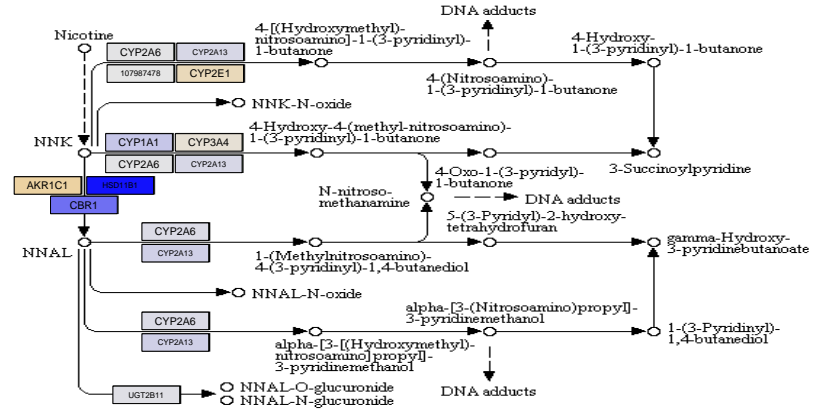 DNA adducts
4-[(Hydroxymethyl)-
nitrosoamino]-1-(3-pyridinyl)-
1-butanone
4-Hydroxy-
1-(3-pyridinyl)-1-butanone
Nicotine
CYP2A6
CYP2A13
107987478
CYP2E1
4-(Nitrosoamino)-
1-(3-pyridinyl)-1-butanone
NNK-N-oxide
NNK
CYP1A1
CYP3A4
CYP2A6
CYP2A13
4-Hydroxy-4-(methyl-nitrosoamino)-
1-(3-pyridinyl)-1-butanone
3-Succinoylpyridine
4-Oxo-1-(3-pyridyl)-
1-butanone
AKR1C1
HSD11B1
CBR1
N-nitroso-
methanamine
DNA adducts
5-(3-Pyridyl)-2-hydroxy-
tetrahydrofuran
NNAL
CYP2A6
CYP2A13
1-(Methylnitrosoamino)-
4-(3-pyridinyl)-1,4-butanediol
gamma-Hydroxy-
3-pyridinebutanoate
NNAL-N-oxide
alpha-[3-(Nitrosoamino)propyl]-
3-pyridinemethanol
CYP2A6
CYP2A13
alpha-[3-[(Hydroxymethyl)-
nitrosoamino]propyl]-
3-pyridinemethanol
1-(3-Pyridinyl)-
1,4-butanediol
DNA adducts
UGT2B11
NNAL-O-glucuronide
NNAL-N-glucuronide